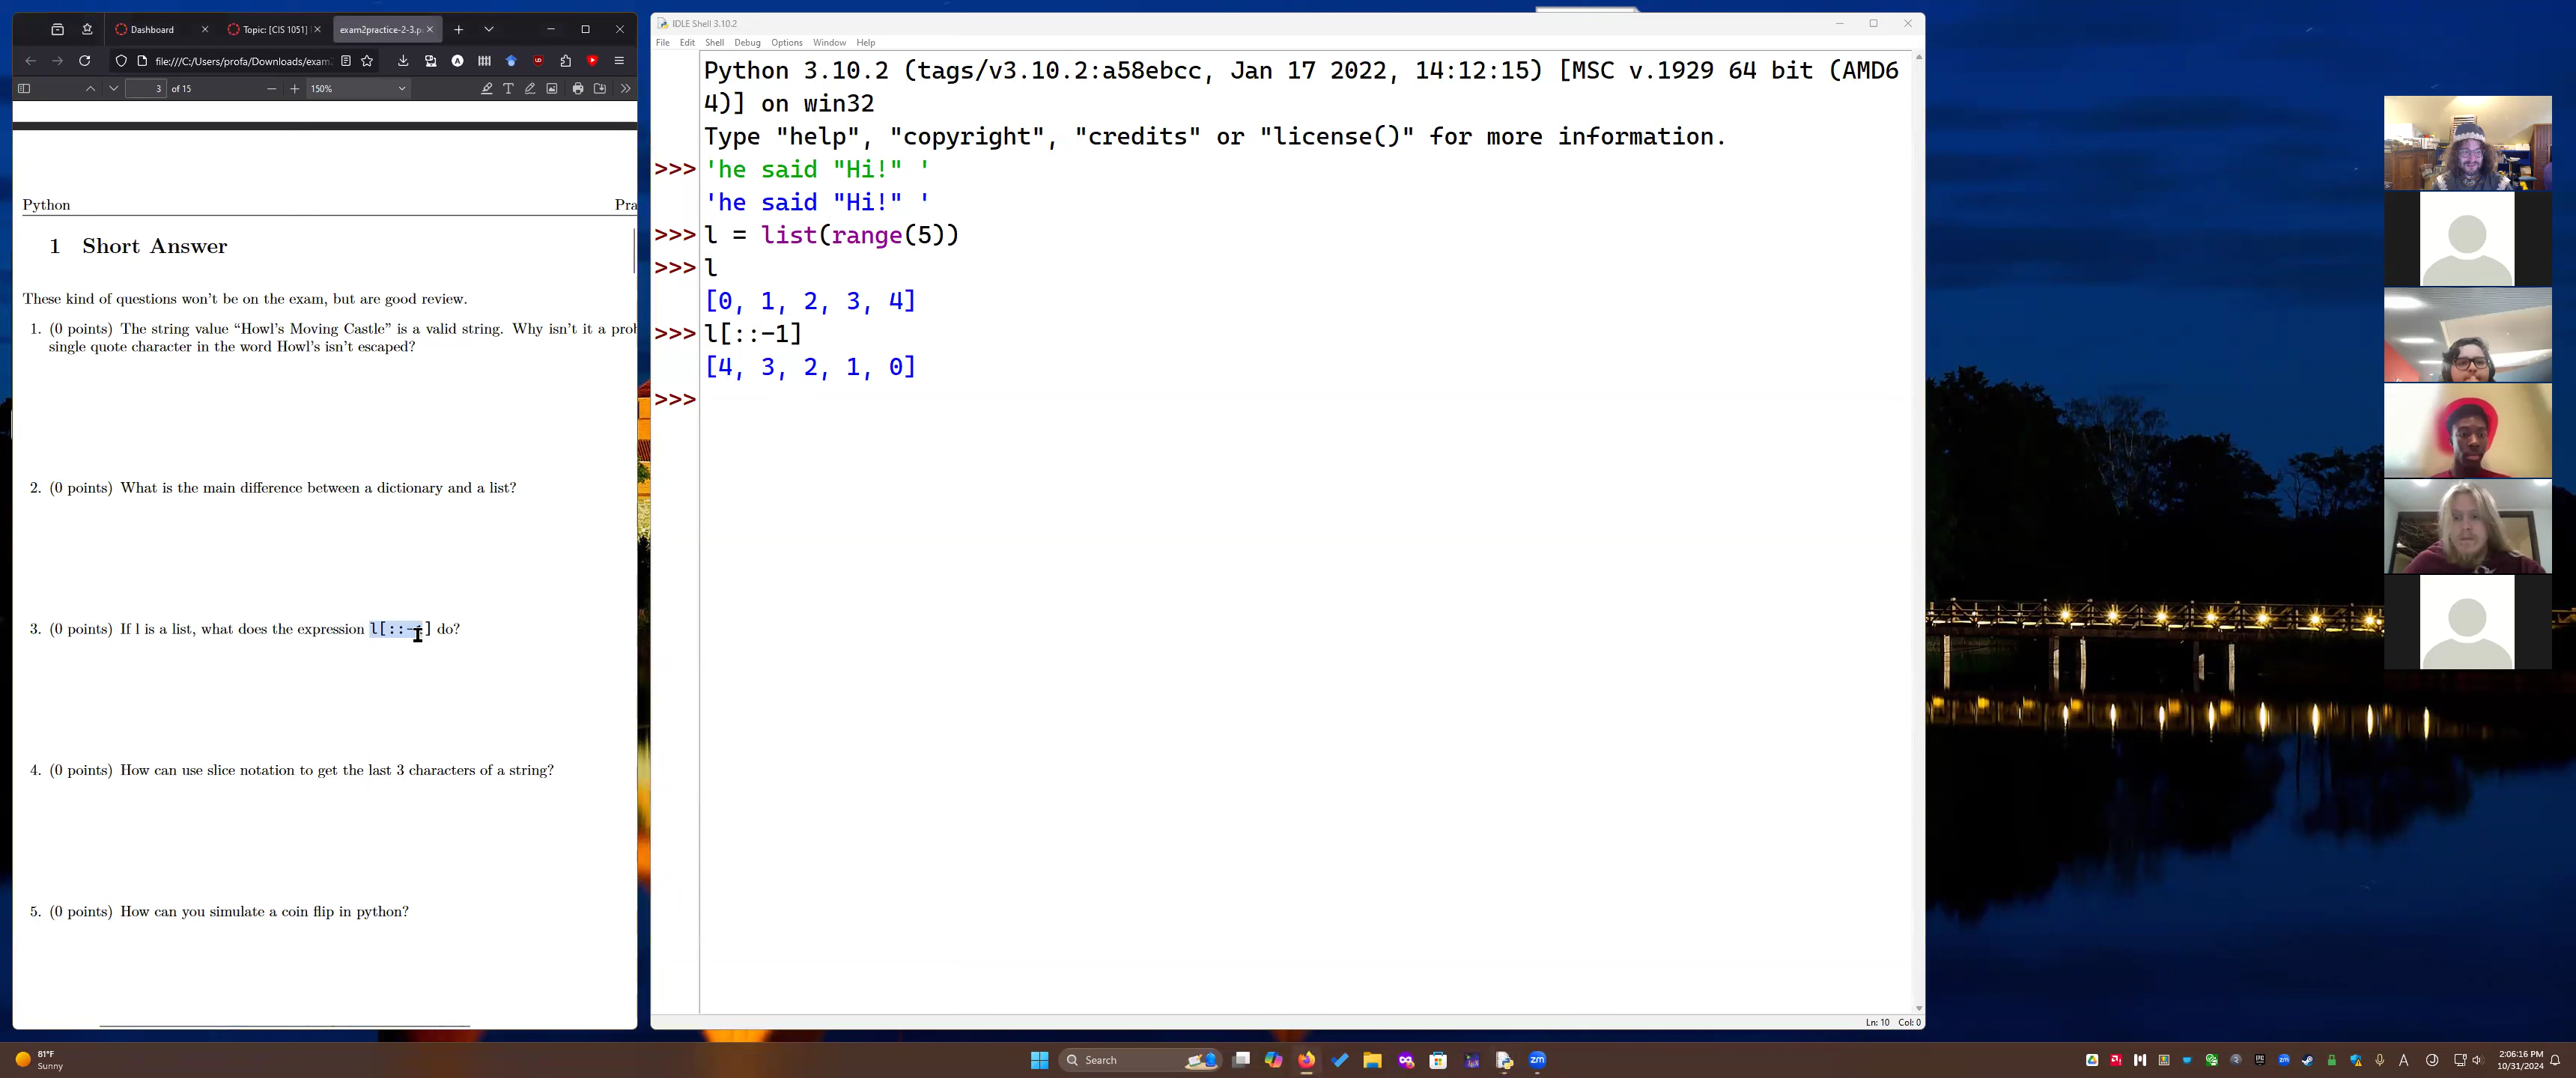 Dashboard
Topic: [CIS 1051]
exam2practice-2-3.p
file:///C:/Users/profa/Downloads/exam2
3 of 15
150%
Python
Pra
1 Short Answer
These kind of questions won't be on the exam, but are good review.
1. (0 points) The string value “Howl's Moving Castle” is a valid string. Why isn't it a prob
single quote character in the word Howl's isn't escaped?
2. (0 points) What is the main difference between a dictionary and a list?
3. (0 points) If l is a list, what does the expression l[::-1] do?
4. (0 points) How can use slice notation to get the last 3 characters of a string?
5. (0 points) How can you simulate a coin flip in python?
IDLE Shell 3.10.2
File Edit Shell Debug Options Window Help
Python 3.10.2 (tags/v3.10.2:a58ebcc, Jan 17 2022, 14:12:15) [MSC v.1929 64 bit (AMD6
4)] on win32
Type "help", "copyright", "credits" or "license()" for more information.
>>> 'he said "Hi!" '
'he said "Hi!" '
>>> l = list(range(5))
>>> l
[0, 1, 2, 3, 4]
>>> l[::-1]
[4, 3, 2, 1, 0]
>>>
Ln: 10 Col: 0
81°F
Sunny
Search
zm
2:06:16 PM
10/31/2024